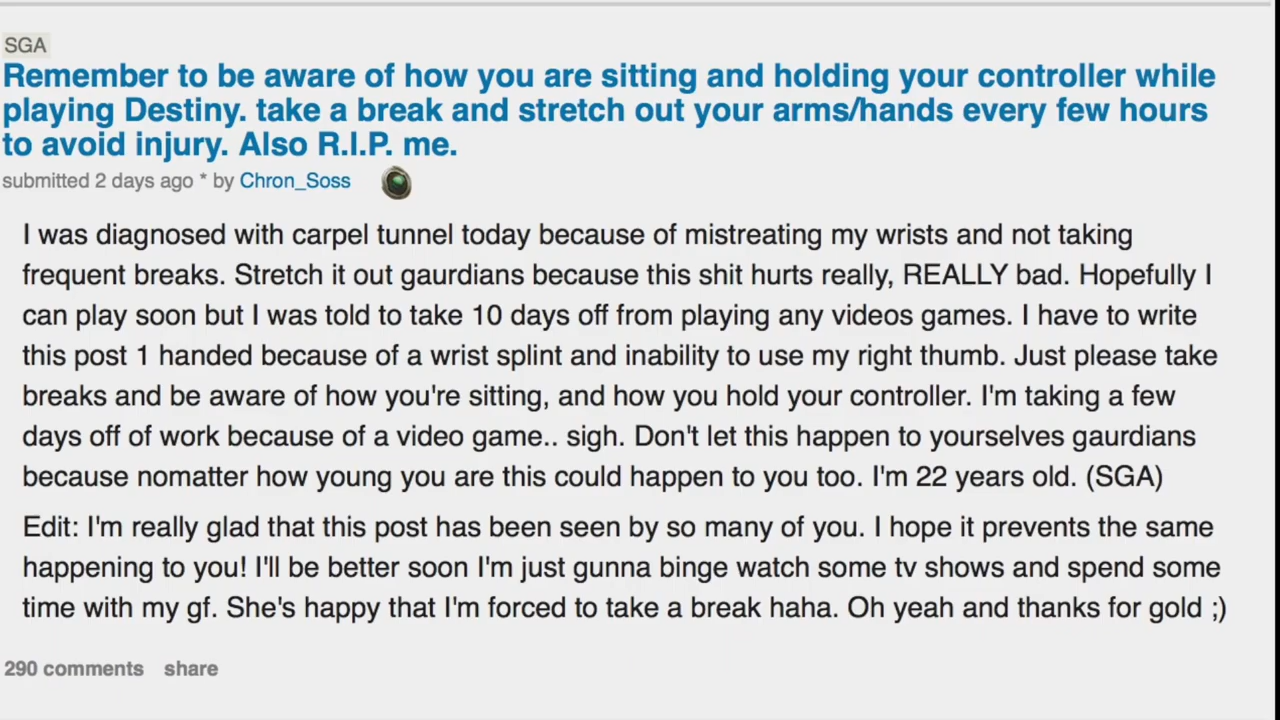 SGA
Remember to be aware of how you are sitting and holding your controller while
playing Destiny. take a break and stretch out your arms/hands every few hours
to avoid injury. Also R.I.P. me.
submitted 2 days ago * by Chron_Soss
I was diagnosed with carpel tunnel today because of mistreating my wrists and not taking
frequent breaks. Stretch it out gaurdians because this shit hurts really, REALLY bad. Hopefully I
can play soon but I was told to take 10 days off from playing any videos games. I have to write
this post 1 handed because of a wrist splint and inability to use my right thumb. Just please take
breaks and be aware of how you're sitting, and how you hold your controller. I'm taking a few
days off of work because of a video game.. sigh. Don't let this happen to yourselves gaurdians
because nomatter how young you are this could happen to you too. I'm 22 years old. (SGA)
Edit: I'm really glad that this post has been seen by so many of you. I hope it prevents the same
happening to you! I'll be better soon I'm just gunna binge watch some tv shows and spend some
time with my gf. She's happy that I'm forced to take a break haha. Oh yeah and thanks for gold ;)
290 comments share